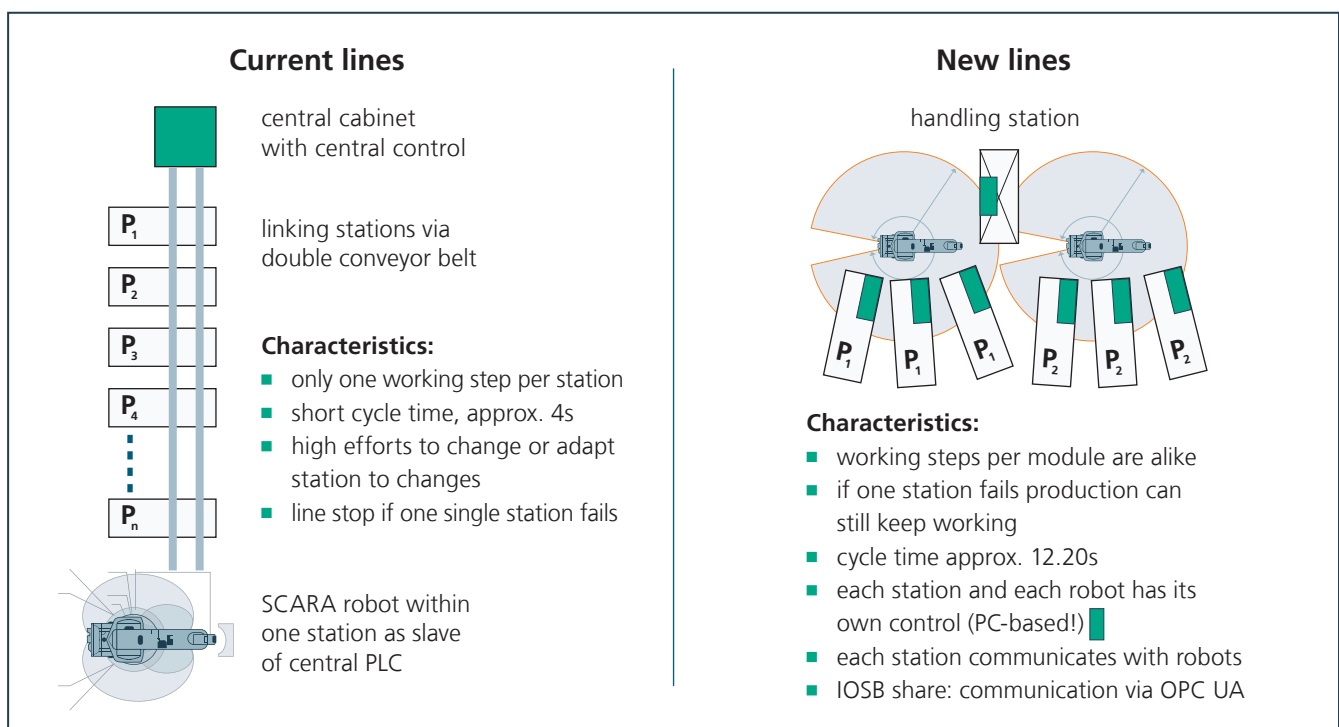 Current lines
central cabinet
with central control
P1
linking stations via
double conveyor belt
P2
P3
P4
Pn
Characteristics:
only one working step per station
short cycle time, approx. 4s
high efforts to change or adapt
station to changes
line stop if one single station fails
SCARA robot within
one station as slave
of central PLC
New lines
handling station
P1
P1
P1
P2
P2
P2
Characteristics:
working steps per module are alike
if one station fails production can
still keep working
cycle time approx. 12.20s
each station and each robot has its
own control (PC-based!)
each station communicates with robots
IOSB share: communication via OPC UA